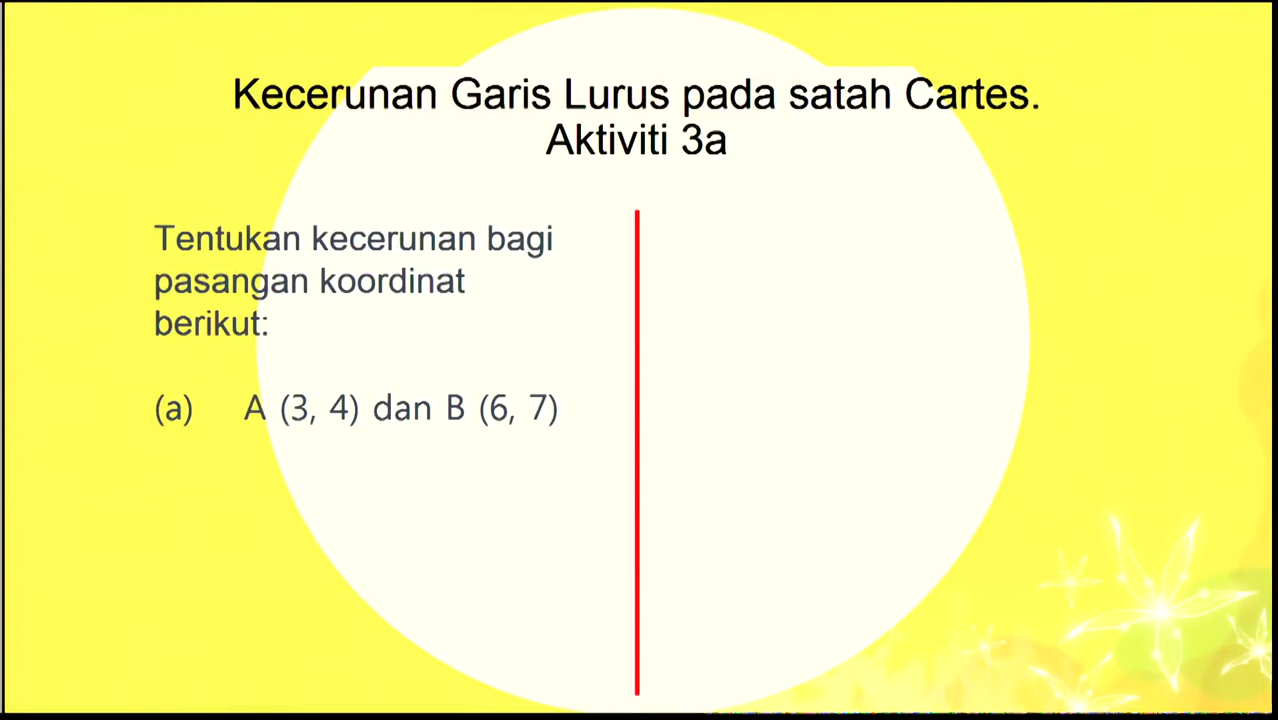 Kecerunan Garis Lurus pada satah Cartes.
Aktiviti 3a
Tentukan kecerunan bagi
pasangan koordinat
berikut:
(a) A (3, 4) dan B (6, 7)